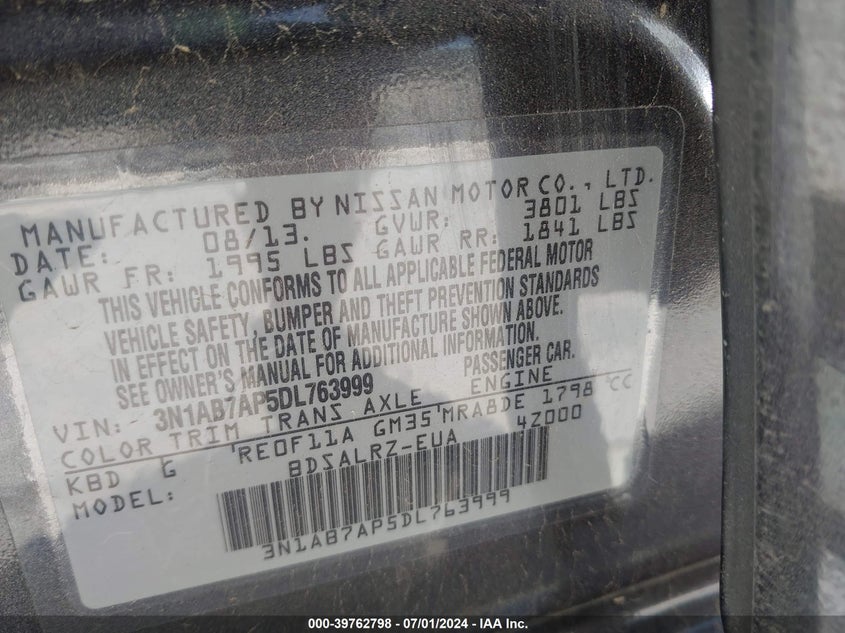 MANUFACTURED BY NISSAN MOTOR CO., LTD.
DATE: 08/13. GVWR: 3801 LBS
GAWR FR: 1995 LBS GAWR RR: 1841 LBS
THIS VEHICLE CONFORMS TO ALL APPLICABLE FEDERAL MOTOR
VEHICLE SAFETY, BUMPER AND THEFT PREVENTION STANDARDS
IN EFFECT ON THE DATE OF MANUFACTURE SHOWN ABOVE.
SEE OWNER'S MANUAL FOR ADDITIONAL INFORMATION.
VIN: 3N1AB7AP5DL763999 PASSENGER CAR.
COLOR TRIM TRANS AXLE ENGINE
KBD G RE0F11A GM35 MRA8DE 1798 CC
MODEL: BDSALRZ-EUA 4Z000
3N1AB7AP5DL763999
000-39762798 - 07/01/2024 - IAA Inc.